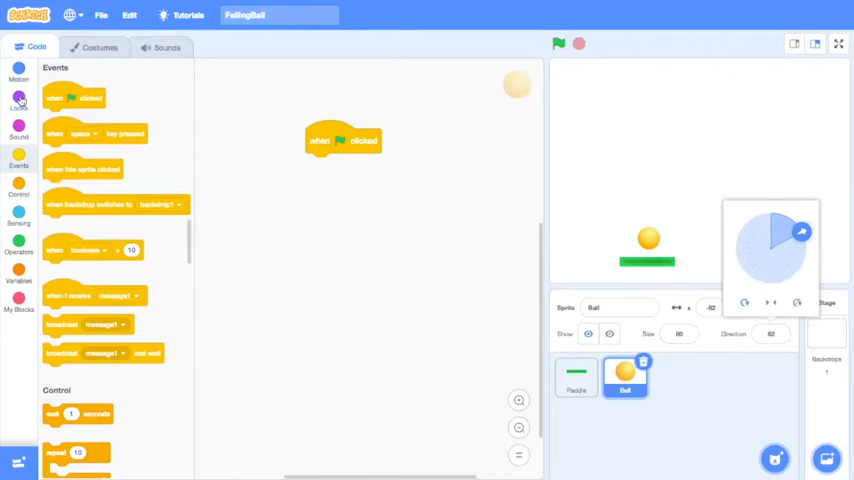 SCRATCH File Edit Tutorials FallingBall
Code Costumes Sounds
Motion
Looks
Sound
Events
Control
Sensing
Operators
Variables
My Blocks
Events
when clicked
when space key pressed
when this sprite clicked
when backdrop switches to backdrop1
when loudness > 10
when I receive message1
broadcast message1
broadcast message1 and wait
Control
wait 1 seconds
repeat 10
when clicked
Sprite Ball x -82
Show Size 80 Direction 62
Paddle Ball
Stage
Backdrops
1